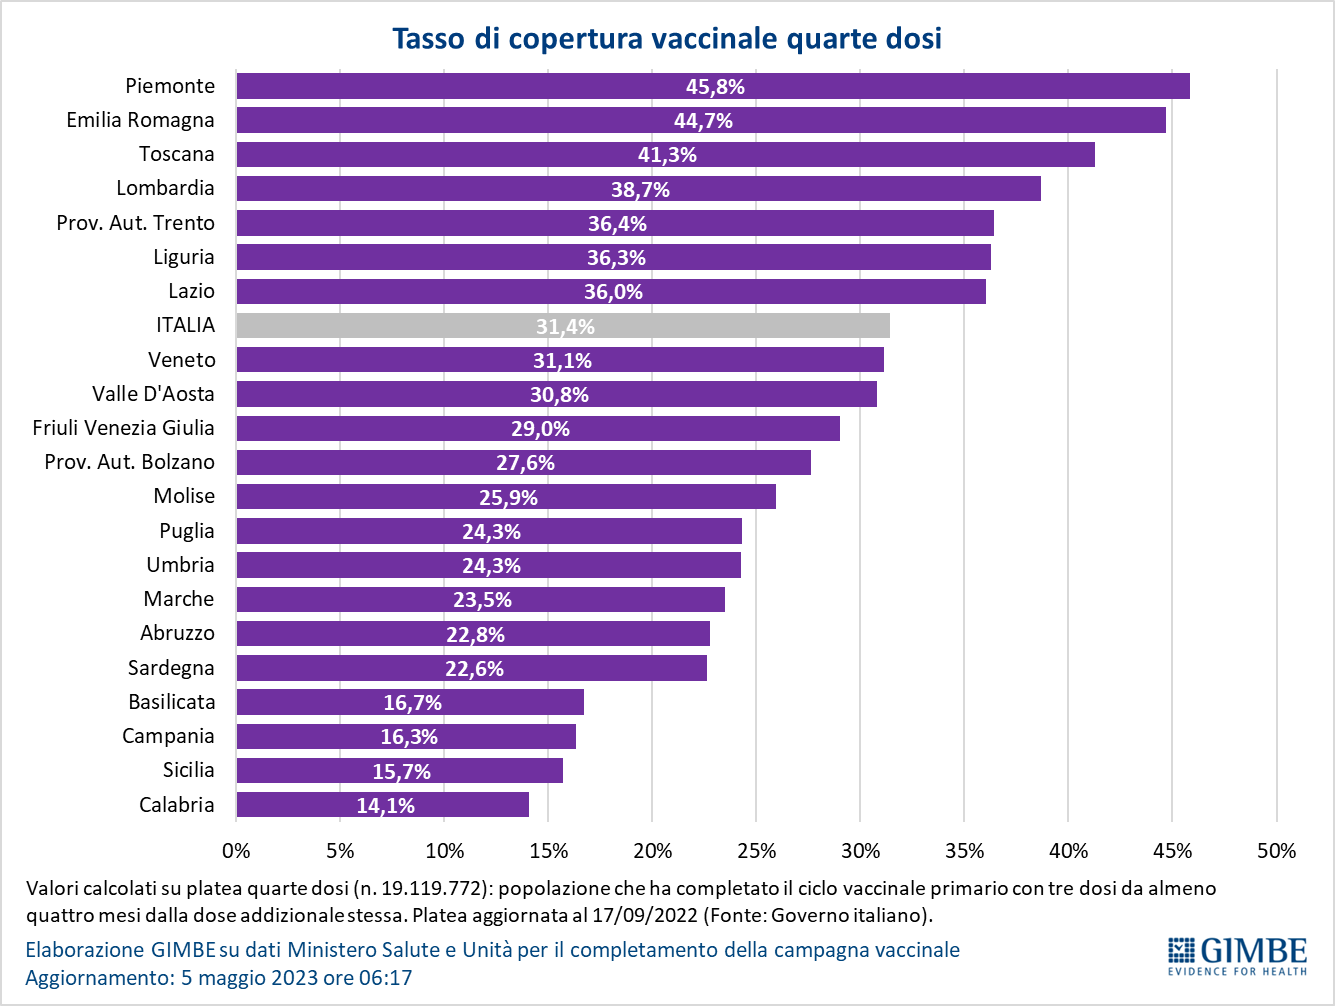 Tasso di copertura vaccinale quarte dosi
Piemonte 45,8%
Emilia Romagna 44,7%
Toscana 41,3%
Lombardia 38,7%
Prov. Aut. Trento 36,4%
Liguria 36,3%
Lazio 36,0%
ITALIA 31,4%
Veneto 31,1%
Valle D'Aosta 30,8%
Friuli Venezia Giulia 29,0%
Prov. Aut. Bolzano 27,6%
Molise 25,9%
Puglia 24,3%
Umbria 24,3%
Marche 23,5%
Abruzzo 22,8%
Sardegna 22,6%
Basilicata 16,7%
Campania 16,3%
Sicilia 15,7%
Calabria 14,1%
0% 5% 10% 15% 20% 25% 30% 35% 40% 45% 50%
Valori calcolati su platea quarte dosi (n. 19.119.772): popolazione che ha completato il ciclo vaccinale primario con tre dosi da almeno
quattro mesi dalla dose addizionale stessa. Platea aggiornata al 17/09/2022 (Fonte: Governo italiano).
Elaborazione GIMBE su dati Ministero Salute e Unità per il completamento della campagna vaccinale
Aggiornamento: 5 maggio 2023 ore 06:17
GIMBE
EVIDENCE FOR HEALTH